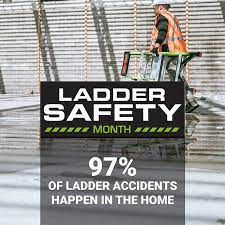 LADDER
SAFETY
MONTH
97%
OF LADDER ACCIDENTS
HAPPEN IN THE HOME